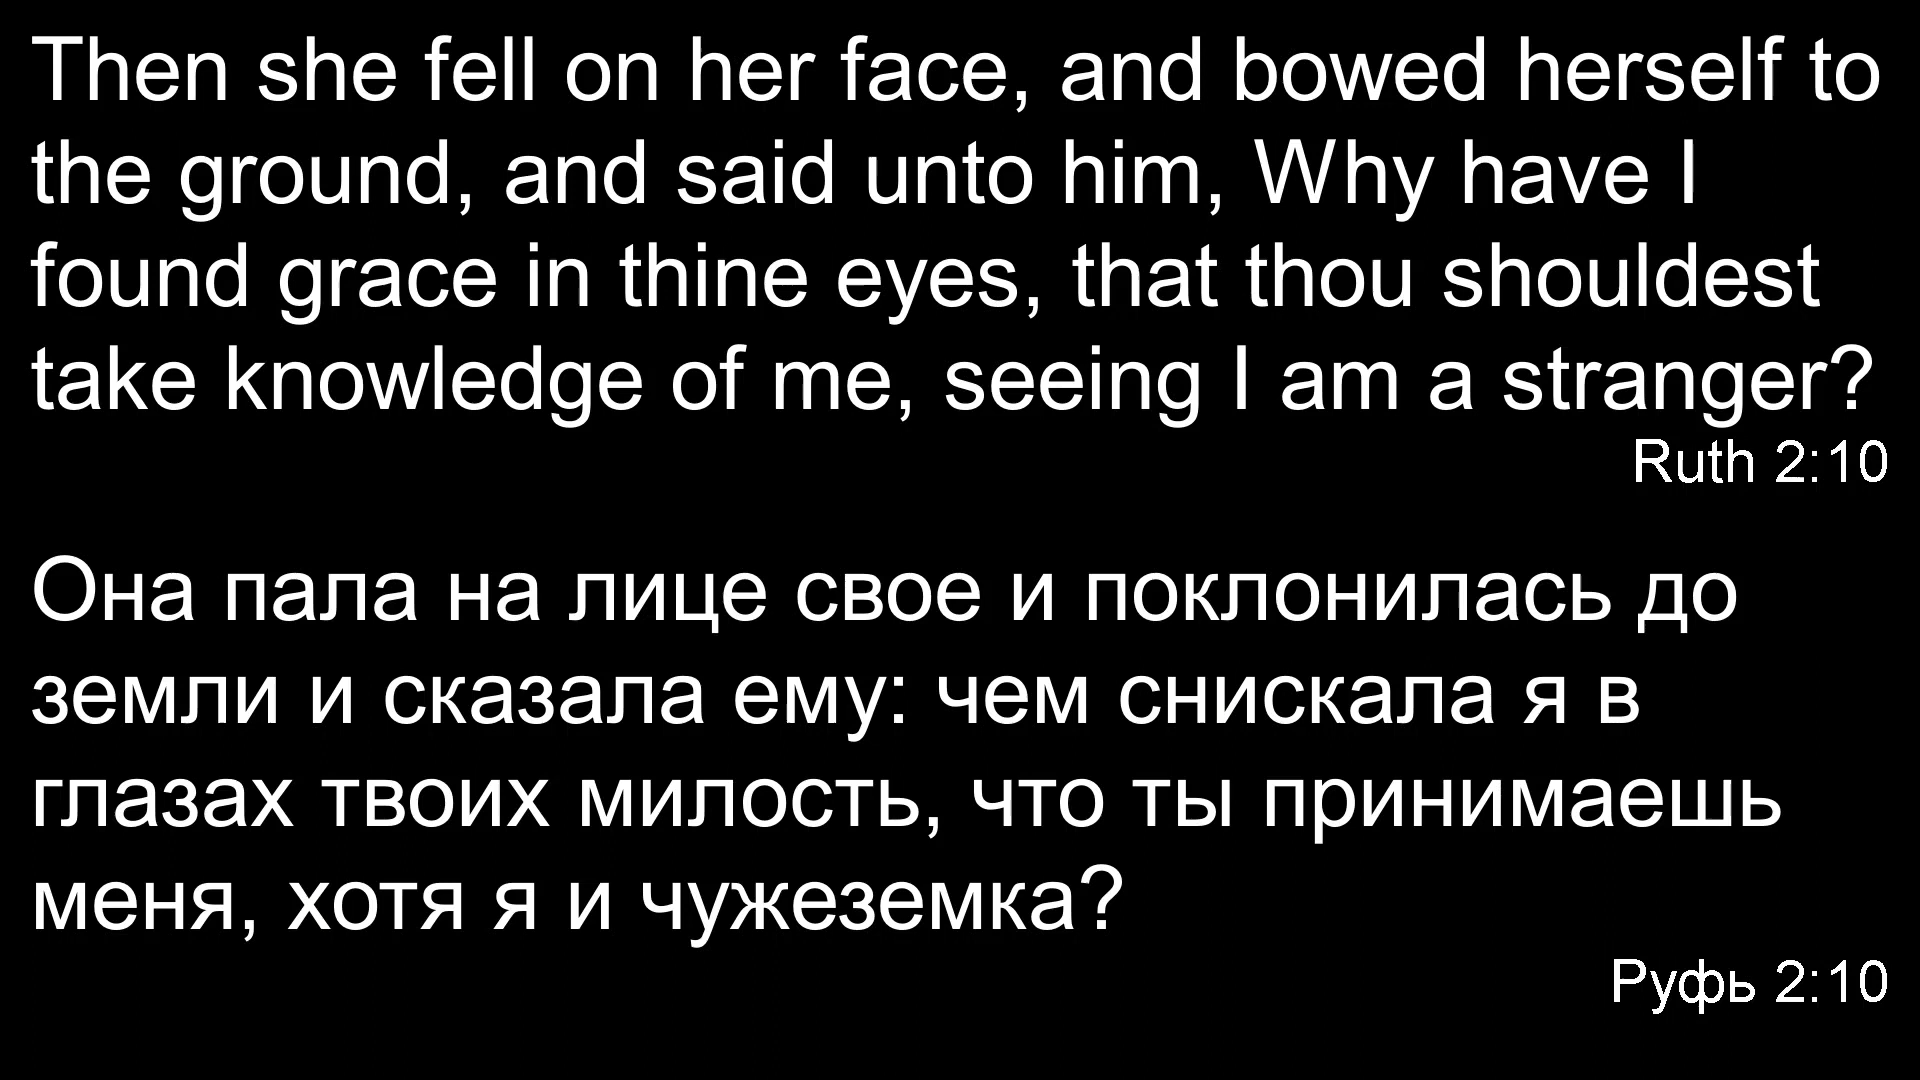 Then she fell on her face, and bowed herself to
the ground, and said unto him, Why have I
found grace in thine eyes, that thou shouldest
take knowledge of me, seeing I am a stranger?
Ruth 2:10
Она пала на лице свое и поклонилась до
земли и сказала ему: чем снискала я в
глазах твоих милость, что ты принимаешь
меня, хотя я и чужеземка?
Руфь 2:10